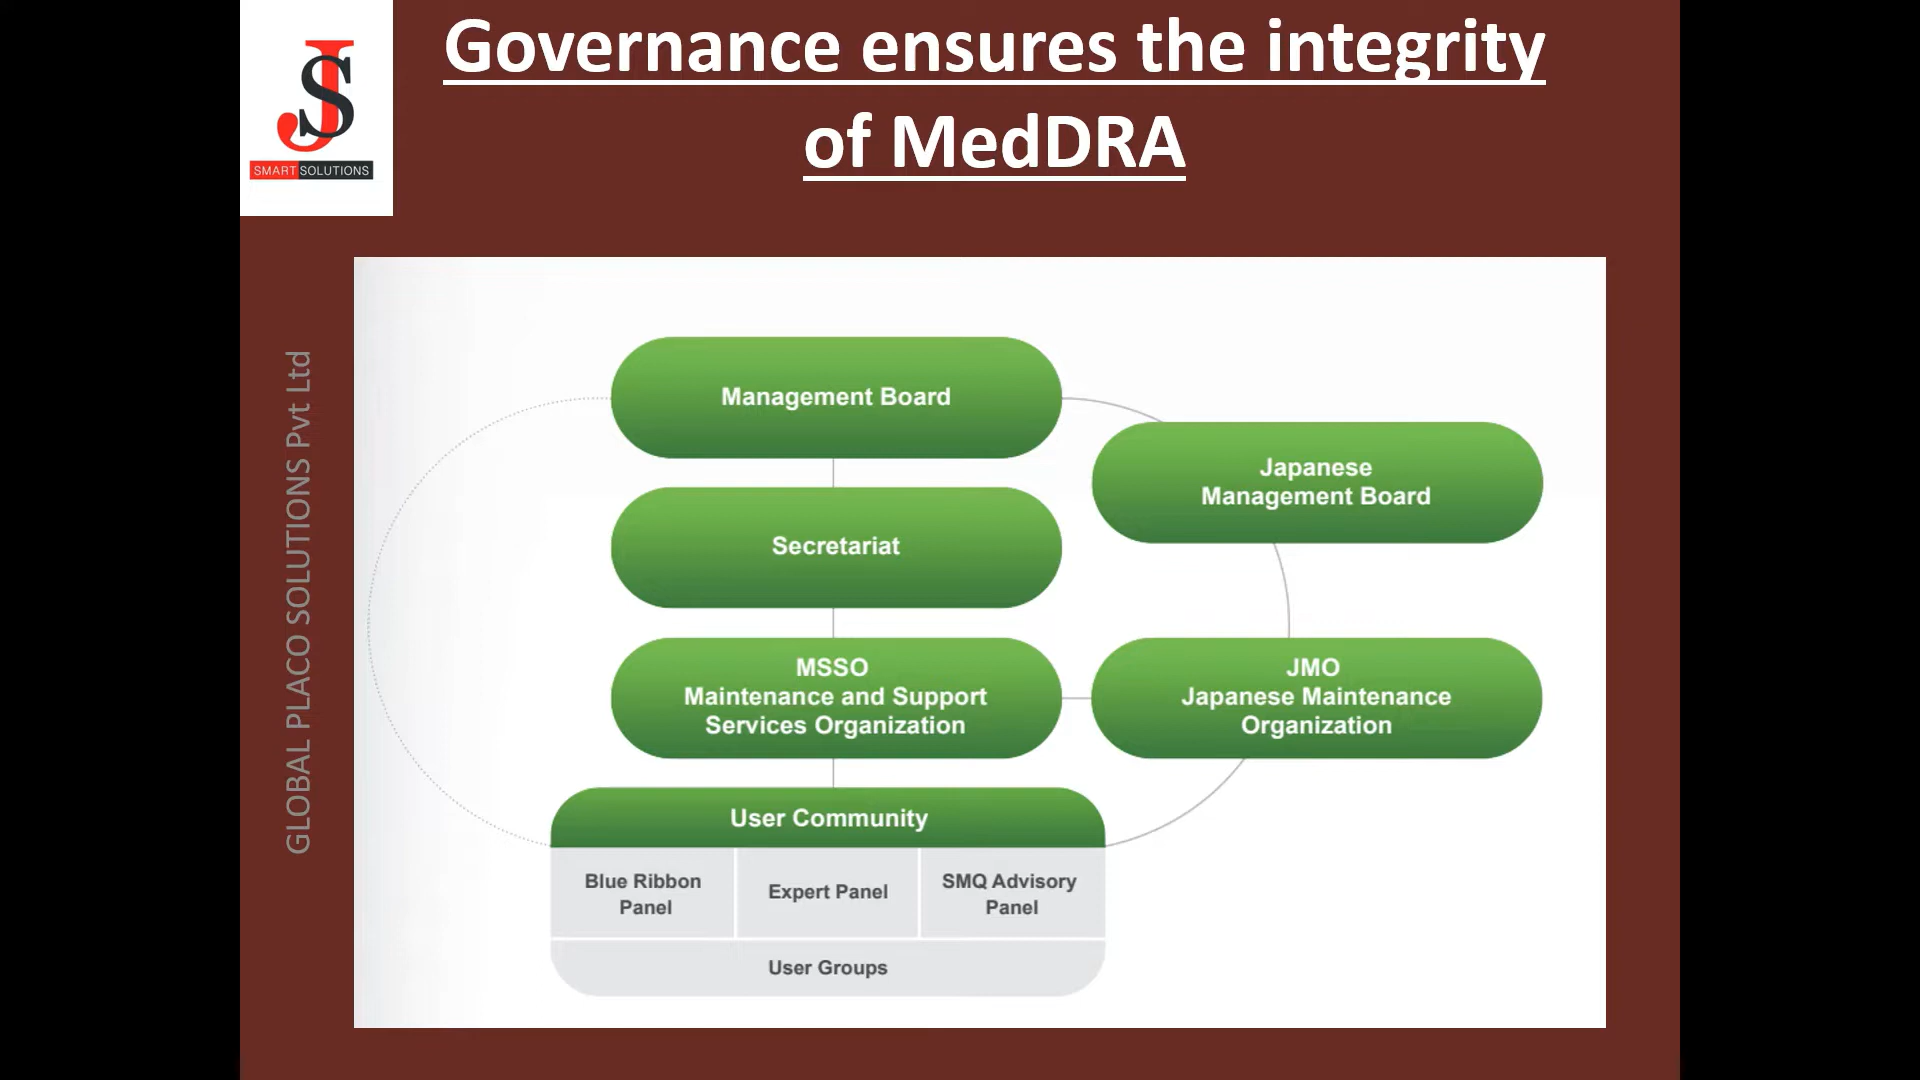 Governance ensures the integrity
of MedDRA
JS
SMART SOLUTIONS
GLOBAL PLACO SOLUTIONS Pvt Ltd
Management Board
Japanese
Management Board
Secretariat
MSSO
Maintenance and Support
Services Organization
JMO
Japanese Maintenance
Organization
User Community
Blue Ribbon
Panel
Expert Panel
SMQ Advisory
Panel
User Groups